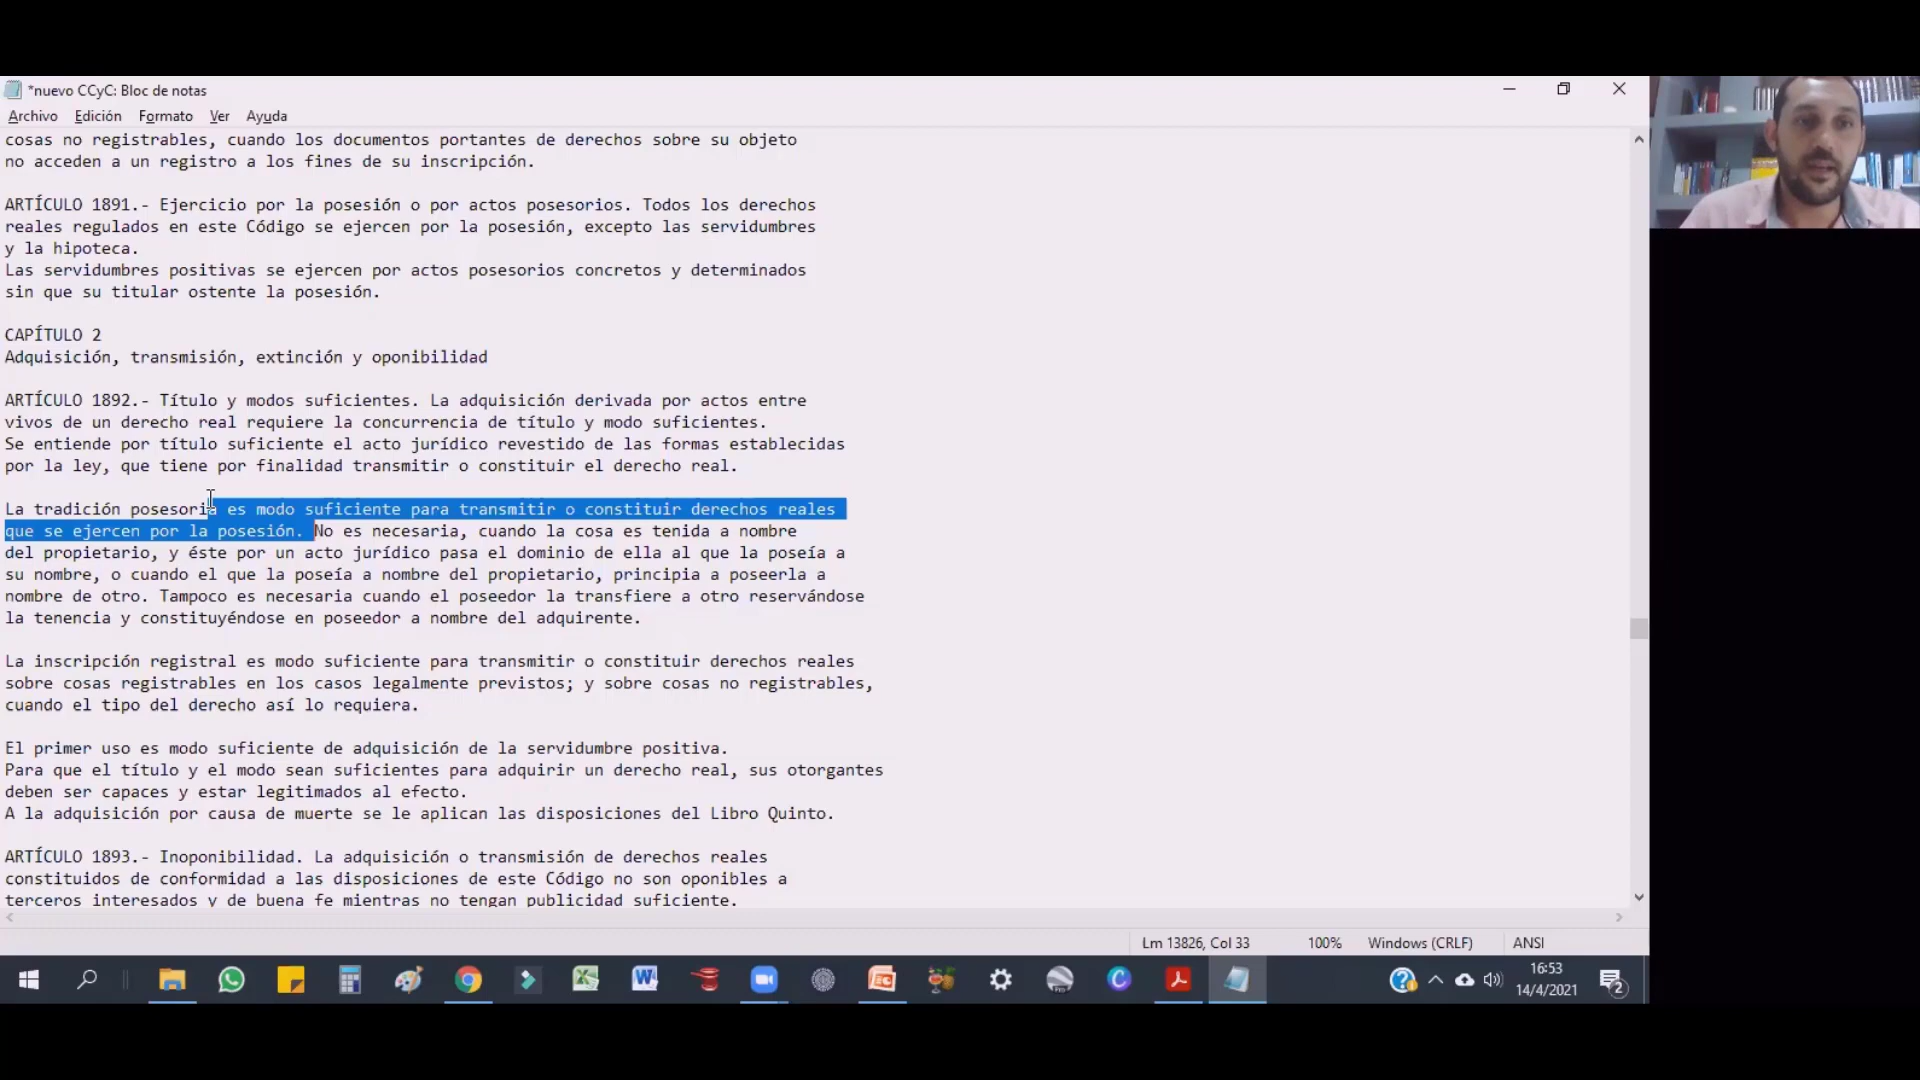 *nuevo CCyC: Bloc de notas
Archivo Edición Formato Ver Ayuda
cosas no registrables, cuando los documentos portantes de derechos sobre su objeto
no acceden a un registro a los fines de su inscripción.
ARTÍCULO 1891.- Ejercicio por la posesión o por actos posesorios. Todos los derechos
reales regulados en este Código se ejercen por la posesión, excepto las servidumbres
y la hipoteca.
Las servidumbres positivas se ejercen por actos posesorios concretos y determinados
sin que su titular ostente la posesión.
CAPÍTULO 2
Adquisición, transmisión, extinción y oponibilidad
ARTÍCULO 1892.- Título y modos suficientes. La adquisición derivada por actos entre
vivos de un derecho real requiere la concurrencia de título y modo suficientes.
Se entiende por título suficiente el acto jurídico revestido de las formas establecidas
por la ley, que tiene por finalidad transmitir o constituir el derecho real.
La tradición posesoria es modo suficiente para transmitir o constituir derechos reales
que se ejercen por la posesión. No es necesaria, cuando la cosa es tenida a nombre
del propietario, y éste por un acto jurídico pasa el dominio de ella al que la poseía a
su nombre, o cuando el que la poseía a nombre del propietario, principia a poseerla a
nombre de otro. Tampoco es necesaria cuando el poseedor la transfiere a otro reservándose
la tenencia y constituyéndose en poseedor a nombre del adquirente.
La inscripción registral es modo suficiente para transmitir o constituir derechos reales
sobre cosas registrables en los casos legalmente previstos; y sobre cosas no registrables,
cuando el tipo del derecho así lo requiera.
El primer uso es modo suficiente de adquisición de la servidumbre positiva.
Para que el título y el modo sean suficientes para adquirir un derecho real, sus otorgantes
deben ser capaces y estar legitimados al efecto.
A la adquisición por causa de muerte se le aplican las disposiciones del Libro Quinto.
ARTÍCULO 1893.- Inoponibilidad. La adquisición o transmisión de derechos reales
constituidos de conformidad a las disposiciones de este Código no son oponibles a
terceros interesados y de buena fe mientras no tengan publicidad suficiente.
Lm 13826, Col 33 100% Windows (CRLF) ANSI
16:53
14/4/2021
2